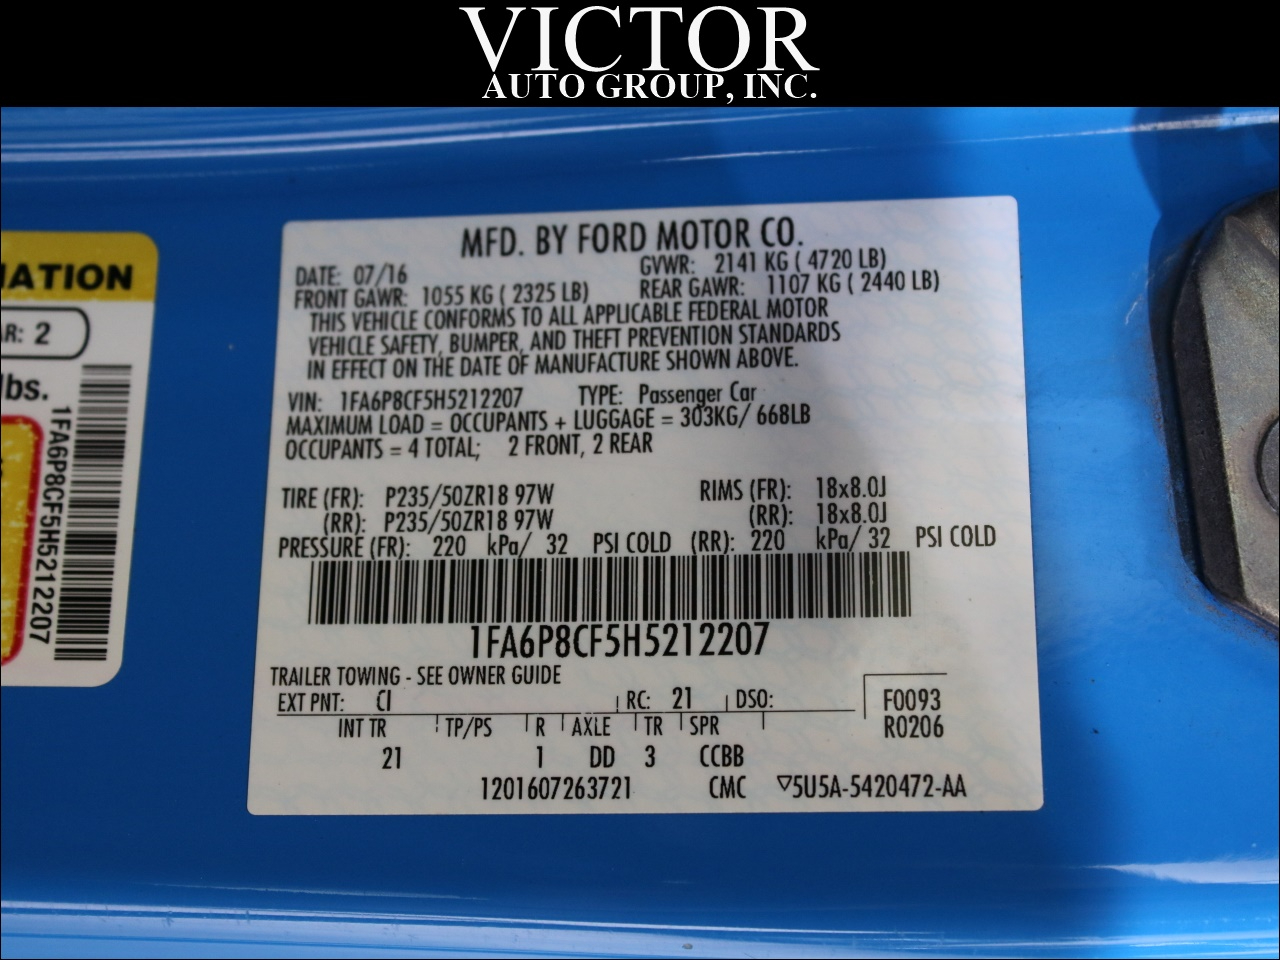 VICTOR
AUTO GROUP, INC.
MFD. BY FORD MOTOR CO.
DATE: 07/16 GVWR: 2141 KG ( 4720 LB)
FRONT GAWR: 1055 KG ( 2325 LB) REAR GAWR: 1107 KG ( 2440 LB)
THIS VEHICLE CONFORMS TO ALL APPLICABLE FEDERAL MOTOR
VEHICLE SAFETY, BUMPER, AND THEFT PREVENTION STANDARDS
IN EFFECT ON THE DATE OF MANUFACTURE SHOWN ABOVE.
VIN: 1FA6P8CF5H5212207 TYPE: Passenger Car
MAXIMUM LOAD = OCCUPANTS + LUGGAGE = 303KG/ 668LB
OCCUPANTS = 4 TOTAL; 2 FRONT, 2 REAR
TIRE (FR): P235/50ZR18 97W RIMS (FR): 18x8.0J
(RR): P235/50ZR18 97W (RR): 18x8.0J
PRESSURE (FR): 220 kPa/ 32 PSI COLD (RR): 220 kPa/ 32 PSI COLD
1FA6P8CF5H5212207
TRAILER TOWING - SEE OWNER GUIDE
EXT PNT: CI RC: 21 DSO: F0093
INT TR TP/PS R AXLE TR SPR R0206
21 1 DD 3 CCBB
1201607263721 CMC ▽5U5A-5420472-AA
MATION
AR: 2
lbs.
1FA6P8CF5H5212207